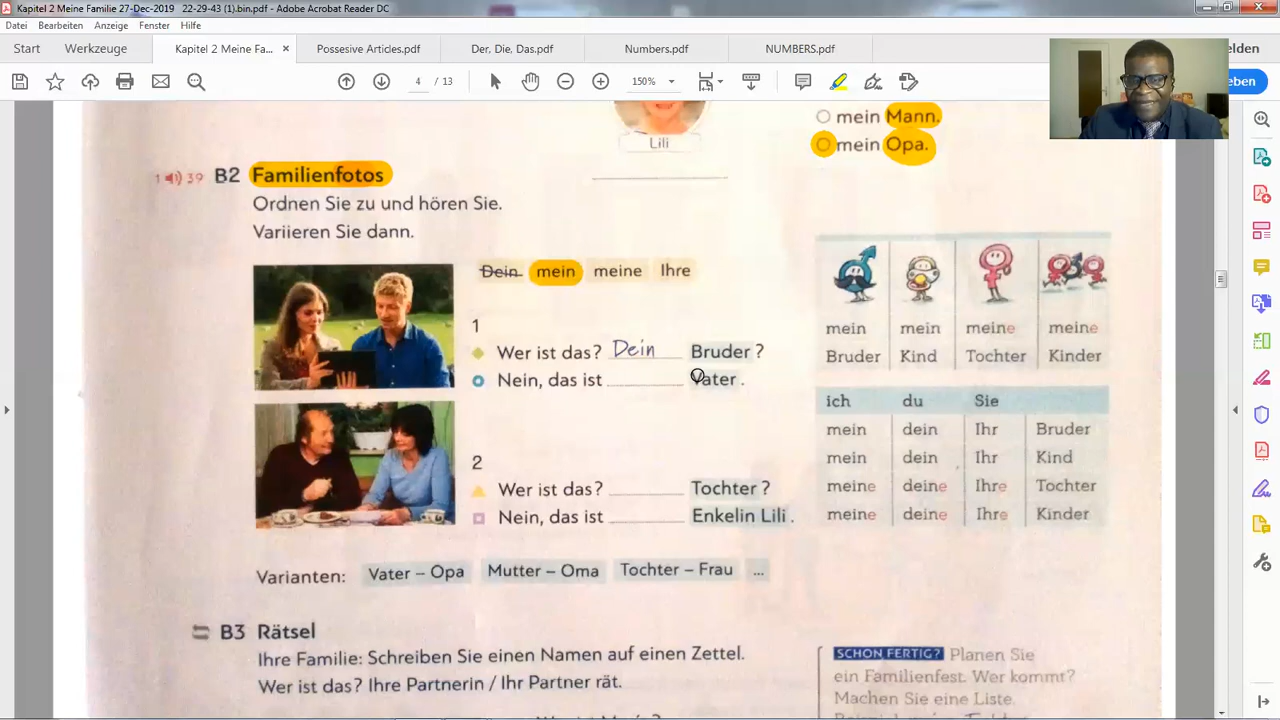 Kapitel 2 Meine Familie 27-Dec-2019 22-29-43 (1).bin.pdf - Adobe Acrobat Reader DC
Datei Bearbeiten Anzeige Fenster Hilfe
Start Werkzeuge Kapitel 2 Meine Fa... × Possesive Articles.pdf Der. Die. Das.pdf Numbers.pdf NUMBERS.pdf elden
4 / 13 150% eben
Lili
mein Mann.
mein Opa.
1 39 B2 Familienfotos
Ordnen Sie zu und hören Sie.
Variieren Sie dann.
Dein mein meine Ihre
1
Wer ist das? Dein Bruder ?
Nein, das ist Vater .
2
Wer ist das? Tochter ?
Nein, das ist Enkelin Lili .
Varianten: Vater – Opa Mutter – Oma Tochter – Frau ...
mein mein meine meine
Bruder Kind Tochter Kinder
ich du Sie
mein dein Ihr Bruder
mein dein Ihr Kind
meine deine Ihre Tochter
meine deine Ihre Kinder
B3 Rätsel
Ihre Familie: Schreiben Sie einen Namen auf einen Zettel.
Wer ist das? Ihre Partnerin / Ihr Partner rät.
SCHON FERTIG? Planen Sie
ein Familienfest. Wer kommt?
Machen Sie eine Liste.